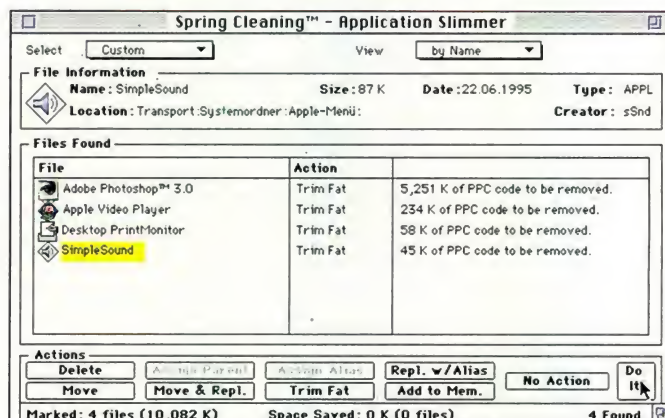 Spring Cleaning™ - Application Slimmer
Select Custom View by Name
File Information
Name: SimpleSound Size: 87 K Date: 22.06.1995 Type: APPL
Location: Transport:Systemordner:Apple-Menü: Creator: sSnd
Files Found
File Action
Adobe Photoshop™ 3.0 Trim Fat 5,251 K of PPC code to be removed.
Apple Video Player Trim Fat 234 K of PPC code to be removed.
Desktop PrintMonitor Trim Fat 58 K of PPC code to be removed.
SimpleSound Trim Fat 45 K of PPC code to be removed.
Actions
Delete Assign Parent Assign Alias Repl. w/Alias No Action Do It!
Move Move & Repl. Trim Fat Add to Mem.
Marked: 4 files (10,082 K) Space Saved: 0 K (0 files) 4 Found